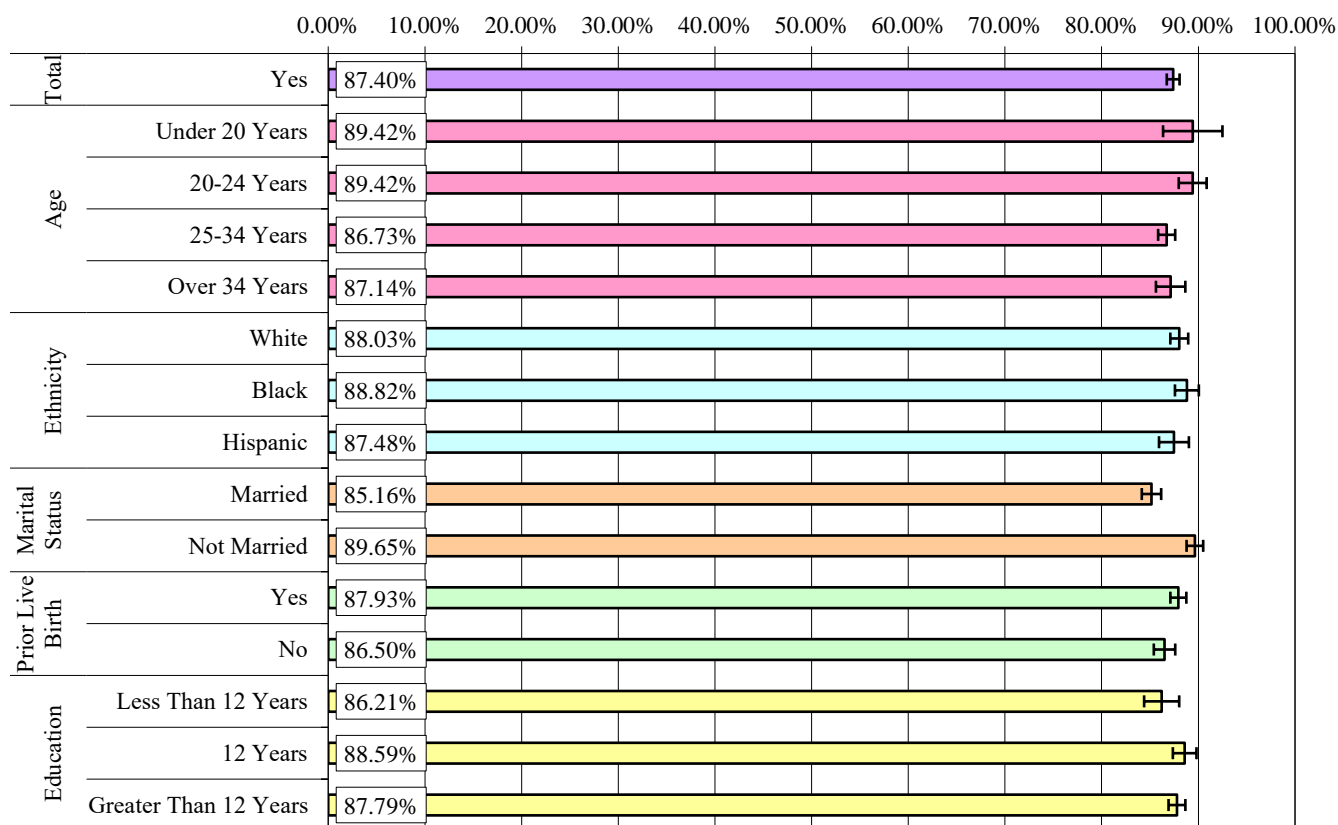 0.00% 10.00% 20.00% 30.00% 40.00% 50.00% 60.00% 70.00% 80.00% 90.00% 100.00%
Total
Yes 87.40%
Age
Under 20 Years 89.42%
20-24 Years 89.42%
25-34 Years 86.73%
Over 34 Years 87.14%
Ethnicity
White 88.03%
Black 88.82%
Hispanic 87.48%
Marital
Status
Married 85.16%
Not Married 89.65%
Prior Live
Birth
Yes 87.93%
No 86.50%
Education
Less Than 12 Years 86.21%
12 Years 88.59%
Greater Than 12 Years 87.79%